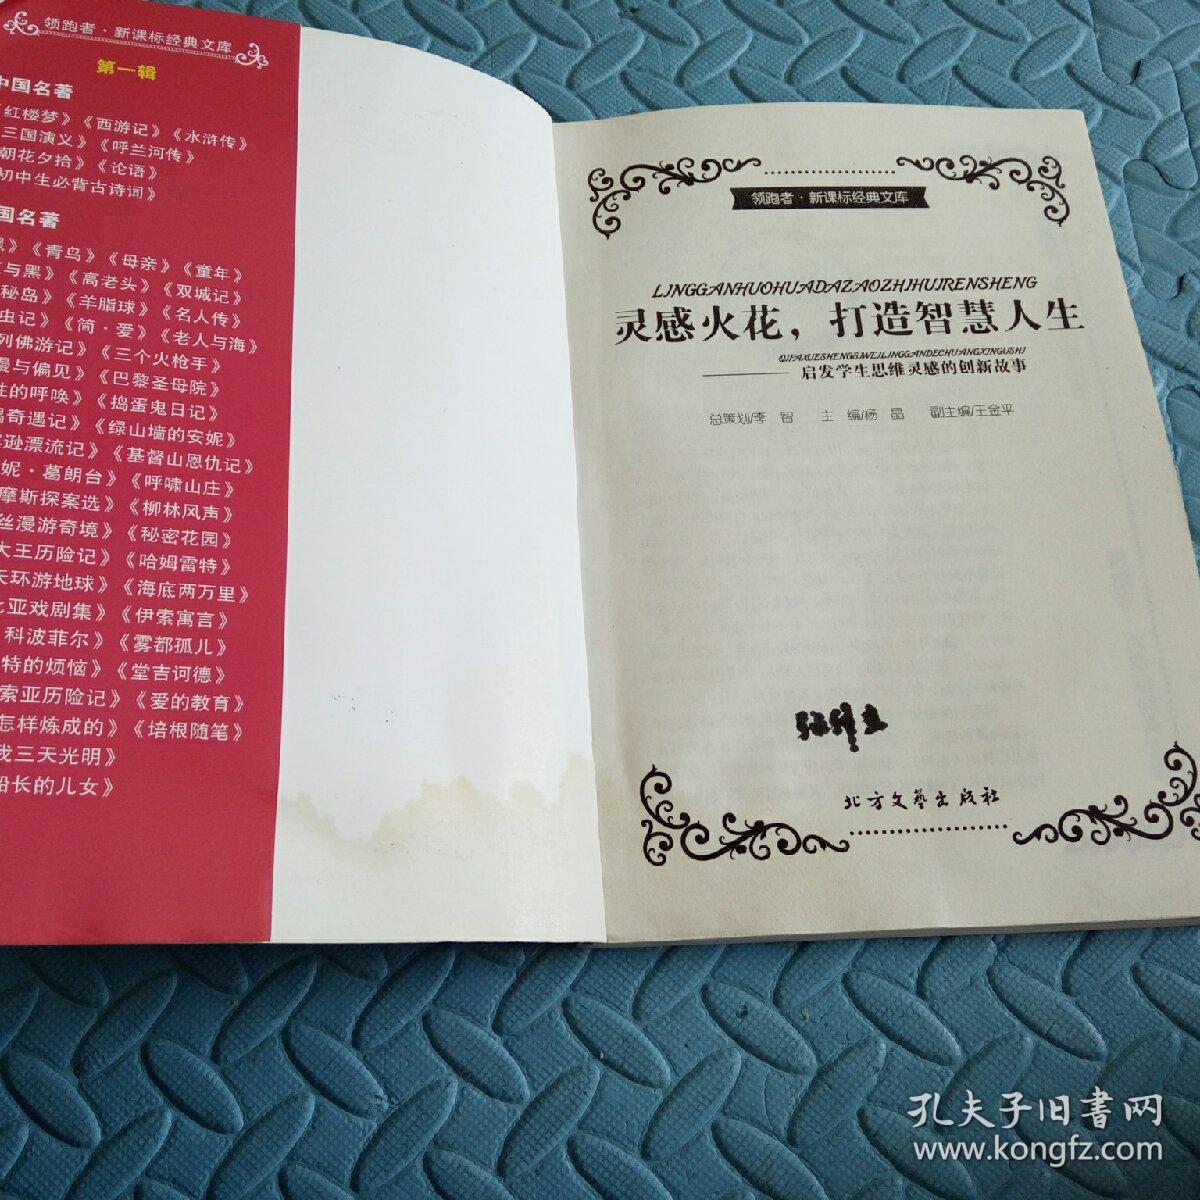 领跑者·新课标经典文库
第一辑
中国名著
红楼梦》《西游记》《水浒传》
三国演义》《呼兰河传》
朝花夕拾》《论语》
初中生必背古诗词》
国名著
》《青鸟》《母亲》《童年》
与黑》《高老头》《双城记》
秘岛》《羊脂球》《名人传》
虫记》《简·爱》《老人与海》
列佛游记》《三个火枪手》
曼与偏见》《巴黎圣母院》
性的呼唤》《捣蛋鬼日记》
奇遇记》《绿山墙的安妮》
逊漂流记》《基督山恩仇记》
妮·葛朗台》《呼啸山庄》
摩斯探案选》《柳林风声》
丝漫游奇境》《秘密花园》
大王历险记》《哈姆雷特》
天环游地球》《海底两万里》
比亚戏剧集》《伊索寓言》
科波菲尔》《雾都孤儿》
特的烦恼》《堂吉诃德》
索亚历险记》《爱的教育》
怎样炼成的》《培根随笔》
我三天光明》
船长的儿女》
领跑者·新课标经典文库
LINGGANHUOHUADAZAOZHIHUIRENSHENG
灵感火花，打造智慧人生
QIFAXUESHENGSIWEILINGGANDECHUANGXINGUSHI
——启发学生思维灵感的创新故事
总策划/李 智 主 编/杨 晶 副主编/王金平
北方文艺出版社
孔夫子旧书网
www.kongfz.com